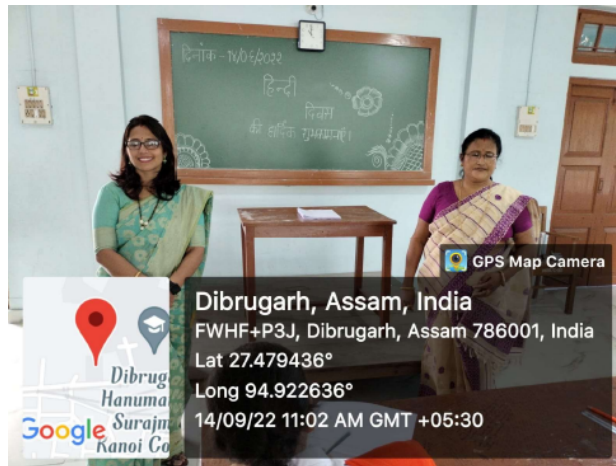 दिनांक - 14/09/2022
हिन्दी
दिवस
की हार्दिक शुभकामनाएँ।
GPS Map Camera
Dibrugarh, Assam, India
FWHF+P3J, Dibrugarh, Assam 786001, India
Lat 27.479436°
Long 94.922636°
14/09/22 11:02 AM GMT +05:30
Dibrug
Hanuma
Surajm
Kanoi Co
Google